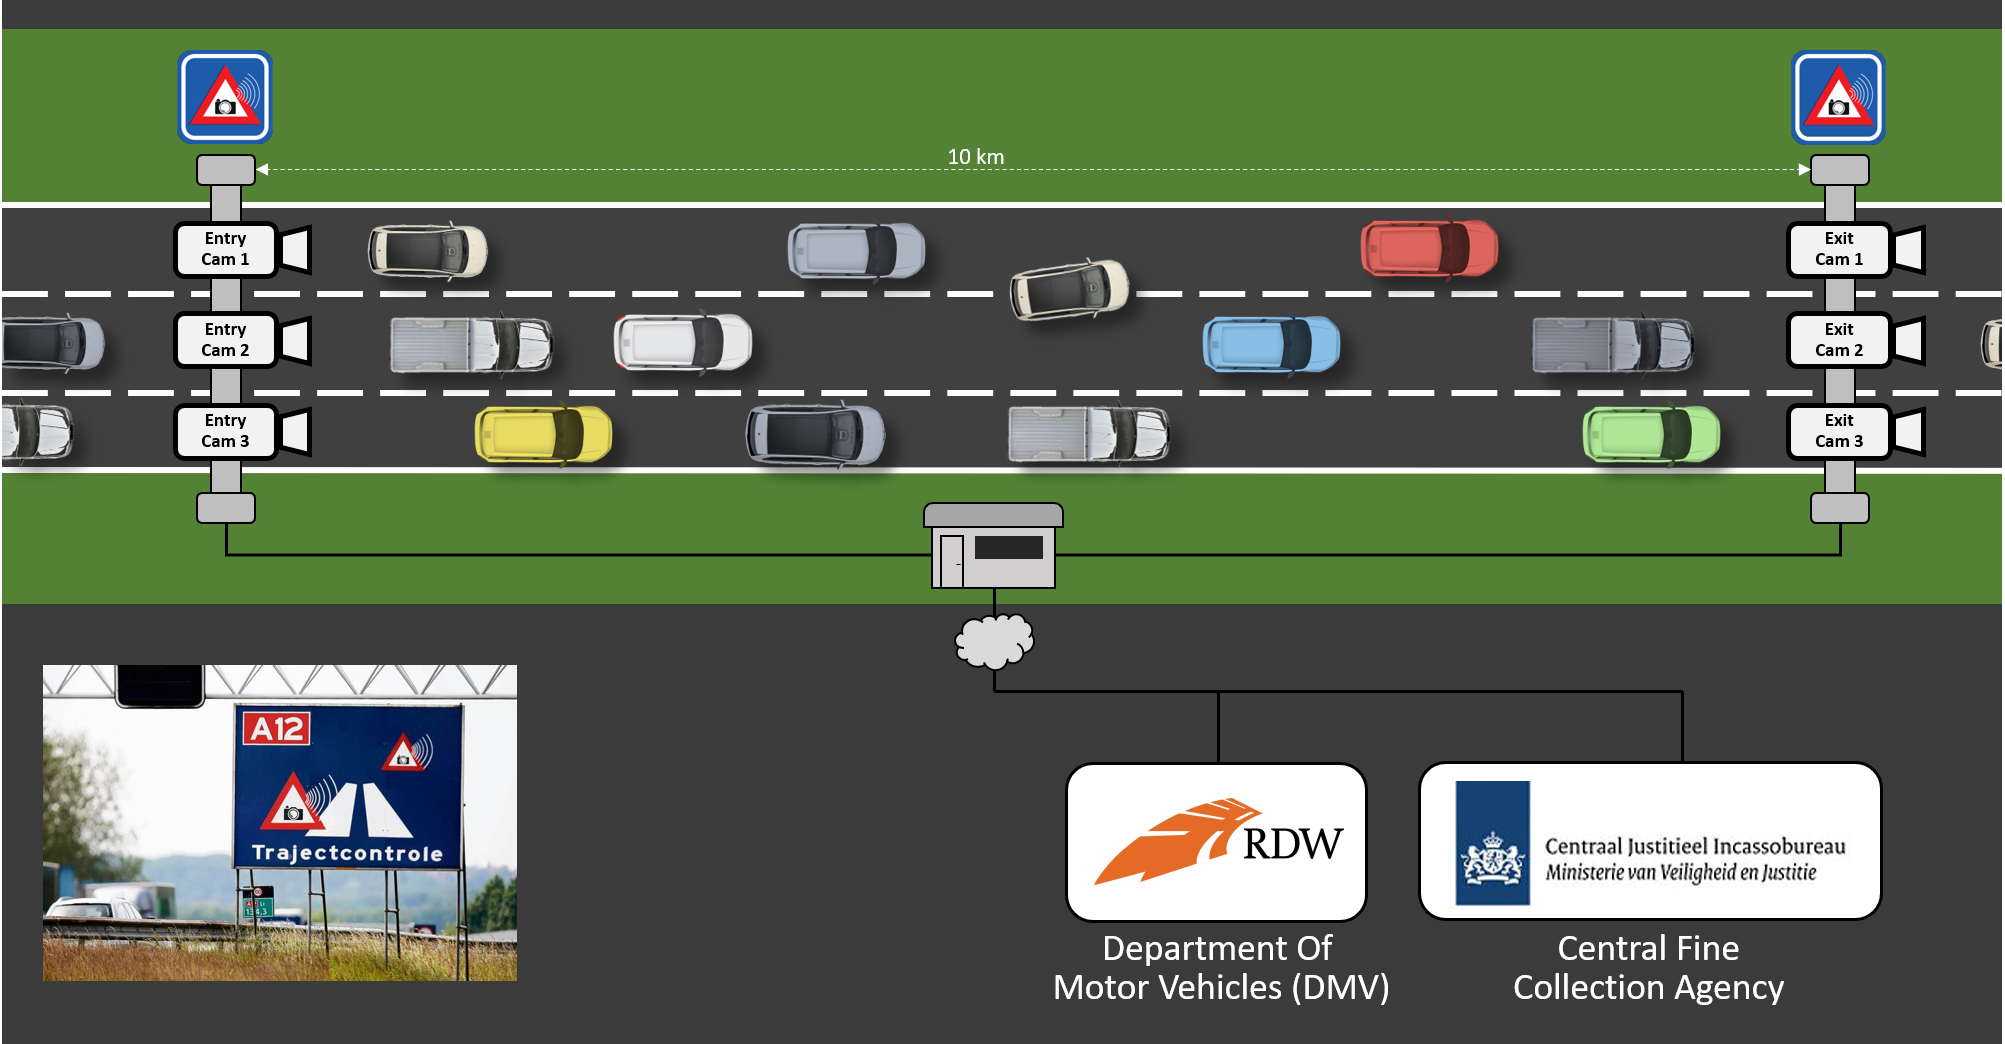 10 km
Entry
Cam 1
Exit
Cam 1
Entry
Cam 2
Exit
Cam 2
Entry
Cam 3
Exit
Cam 3
A12
Trajectcontrole
RDW
Centraal Justitieel Incassobureau
Ministerie van Veiligheid en Justitie
Department Of
Motor Vehicles (DMV)
Central Fine
Collection Agency